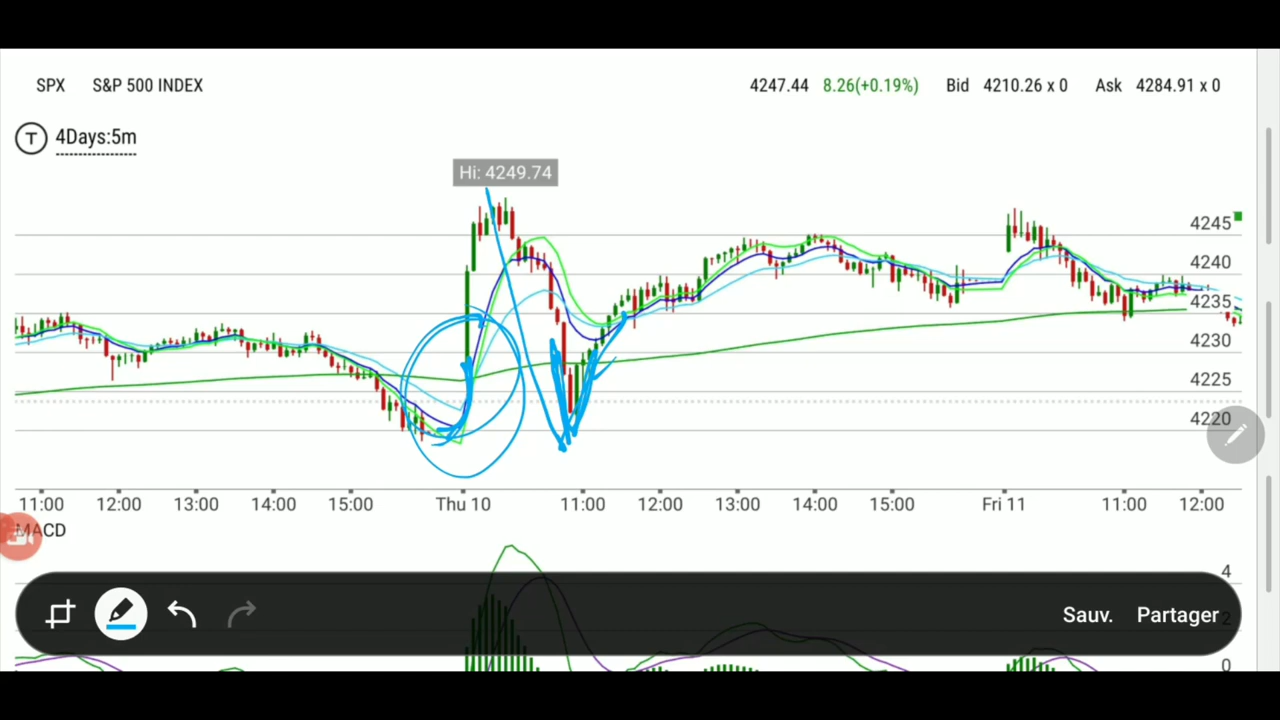 SPX S&P 500 INDEX 4247.44 8.26(+0.19%) Bid 4210.26 x 0 Ask 4284.91 x 0
T 4Days:5m
Hi: 4249.74
4245
4240
4235
4230
4225
4220
11:00 12:00 13:00 14:00 15:00 Thu 10 11:00 12:00 13:00 14:00 15:00 Fri 11 11:00 12:00
MACD
4
Sauv. Partager 2
0